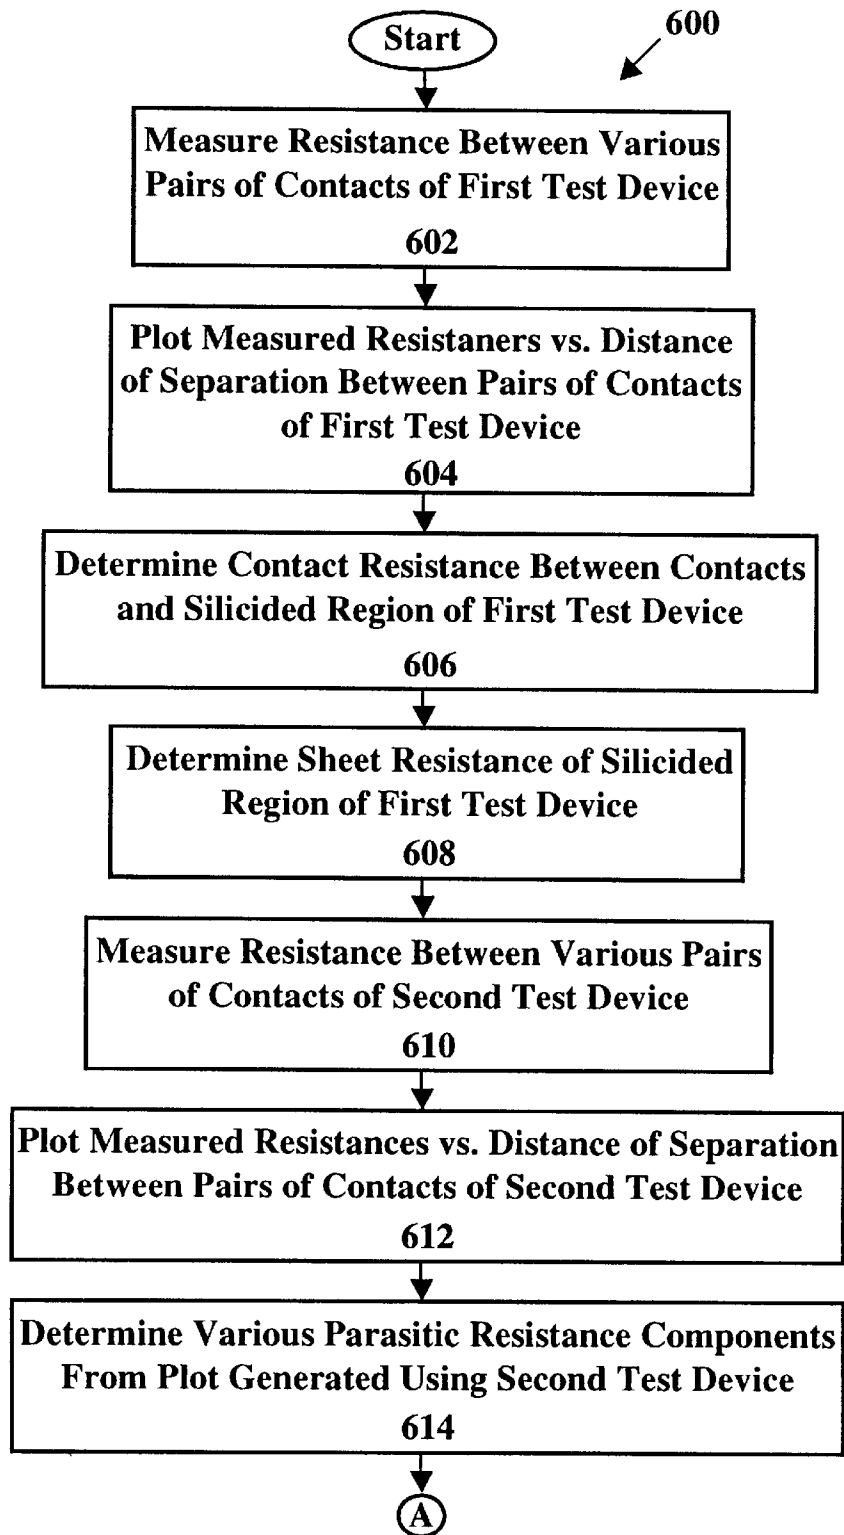 Start
600
Measure Resistance Between Various
Pairs of Contacts of First Test Device
602
Plot Measured Resistaners vs. Distance
of Separation Between Pairs of Contacts
of First Test Device
604
Determine Contact Resistance Between Contacts
and Silicided Region of First Test Device
606
Determine Sheet Resistance of Silicided
Region of First Test Device
608
Measure Resistance Between Various Pairs
of Contacts of Second Test Device
610
Plot Measured Resistances vs. Distance of Separation
Between Pairs of Contacts of Second Test Device
612
Determine Various Parasitic Resistance Components
From Plot Generated Using Second Test Device
614
A